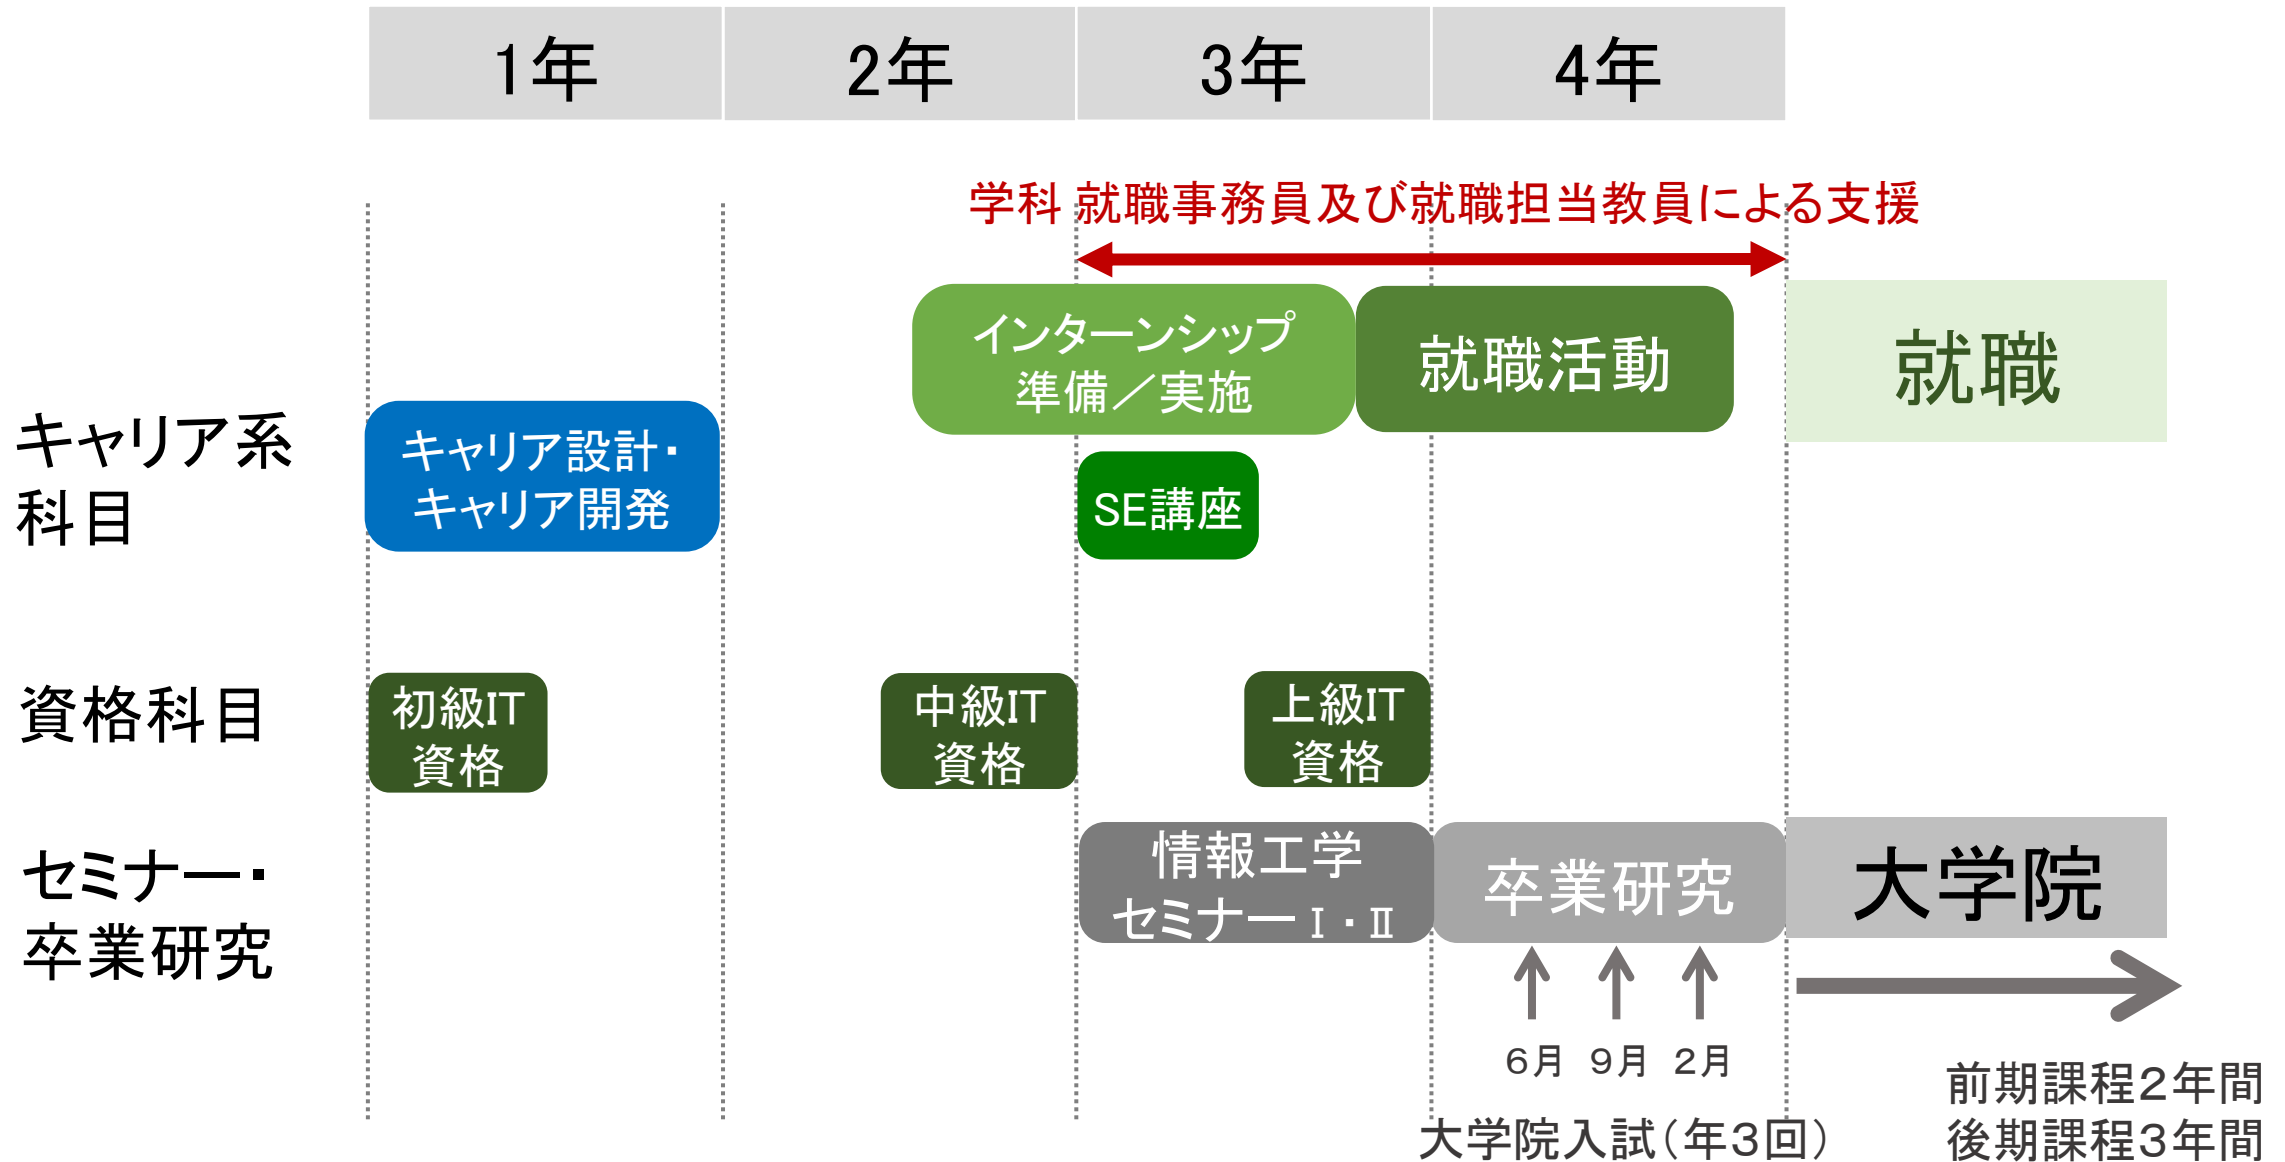 1年
2年
3年
4年
学科 就職事務員及び就職担当教員による支援
キャリア系
科目
キャリア設計・
キャリア開発
インターンシップ
準備／実施
就職活動
就職
SE講座
資格科目
初級IT
資格
中級IT
資格
上級IT
資格
セミナー・
卒業研究
情報工学
セミナーⅠ・Ⅱ
卒業研究
大学院
6月
9月
2月
大学院入試（年３回）
前期課程２年間
後期課程３年間